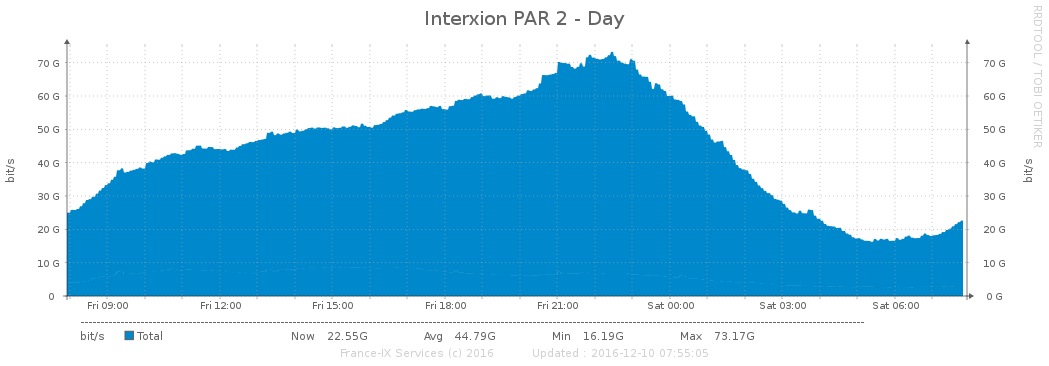 Interxion PAR 2 - Day
RRDTOOL / TOBI OETIKER
bit/s
70 G 70 G
60 G 60 G
50 G 50 G
40 G 40 G
30 G 30 G
20 G 20 G
10 G 10 G
0 0 G
bit/s
Fri 09:00 Fri 12:00 Fri 15:00 Fri 18:00 Fri 21:00 Sat 00:00 Sat 03:00 Sat 06:00
bit/s Total Now 22.55G Avg 44.79G Min 16.19G Max 73.17G
France-IX Services (c) 2016 Updated : 2016-12-10 07:55:05